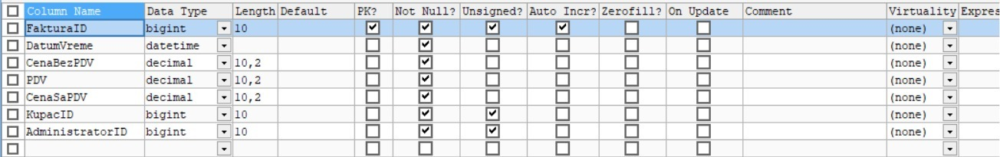 Column Name Data Type Length Default PK? Not Null? Unsigned? Auto Incr? Zerofill? On Update Comment Virtuality Expres
FakturaID bigint 10 (none)
DatumVreme datetime (none)
CenaBezPDV decimal 10,2 (none)
PDV decimal 10,2 (none)
CenaSaPDV decimal 10,2 (none)
KupacID bigint 10 (none)
AdministratorID bigint 10 (none)